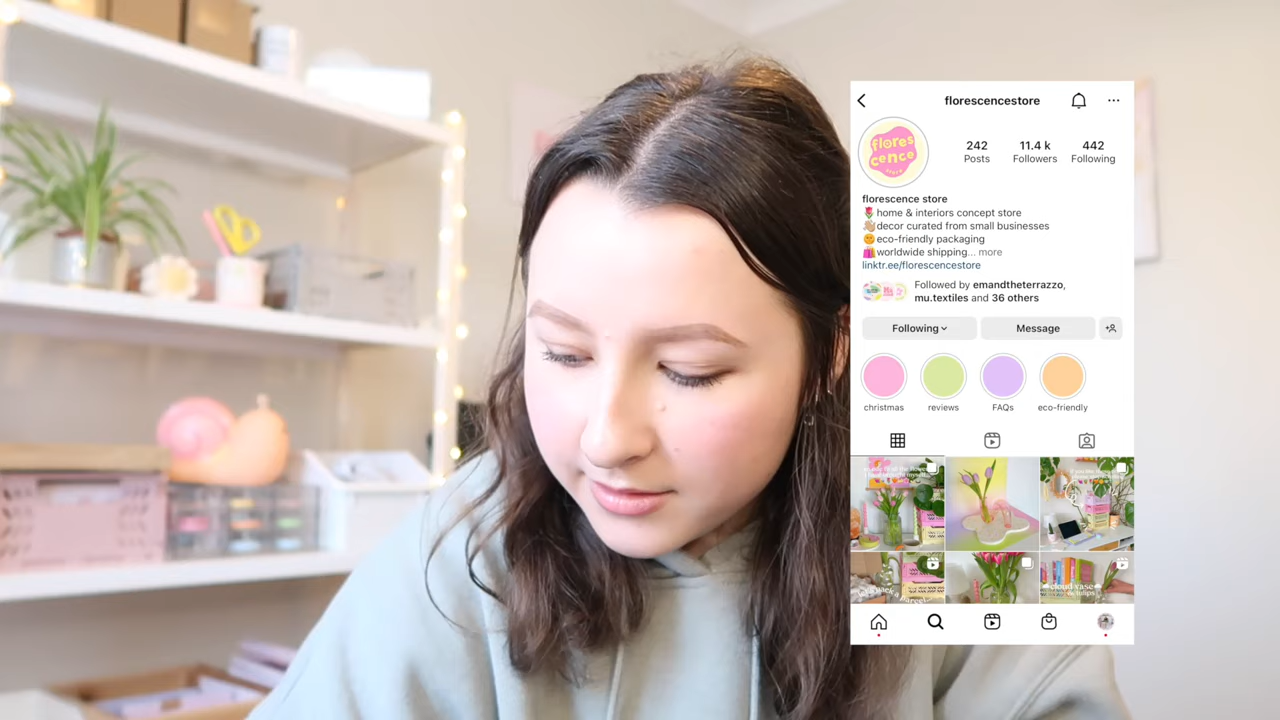 florescencestore
flores
cence
store
242
11.4 k
442
Posts
Followers
Following
florescence store
home & interiors concept store
decor curated from small businesses
eco-friendly packaging
worldwide shipping... more
linktr.ee/florescencestore
Followed by emandtheterrazzo,
mu.textiles and 36 others
Following
Message
christmas
reviews
FAQs
eco-friendly